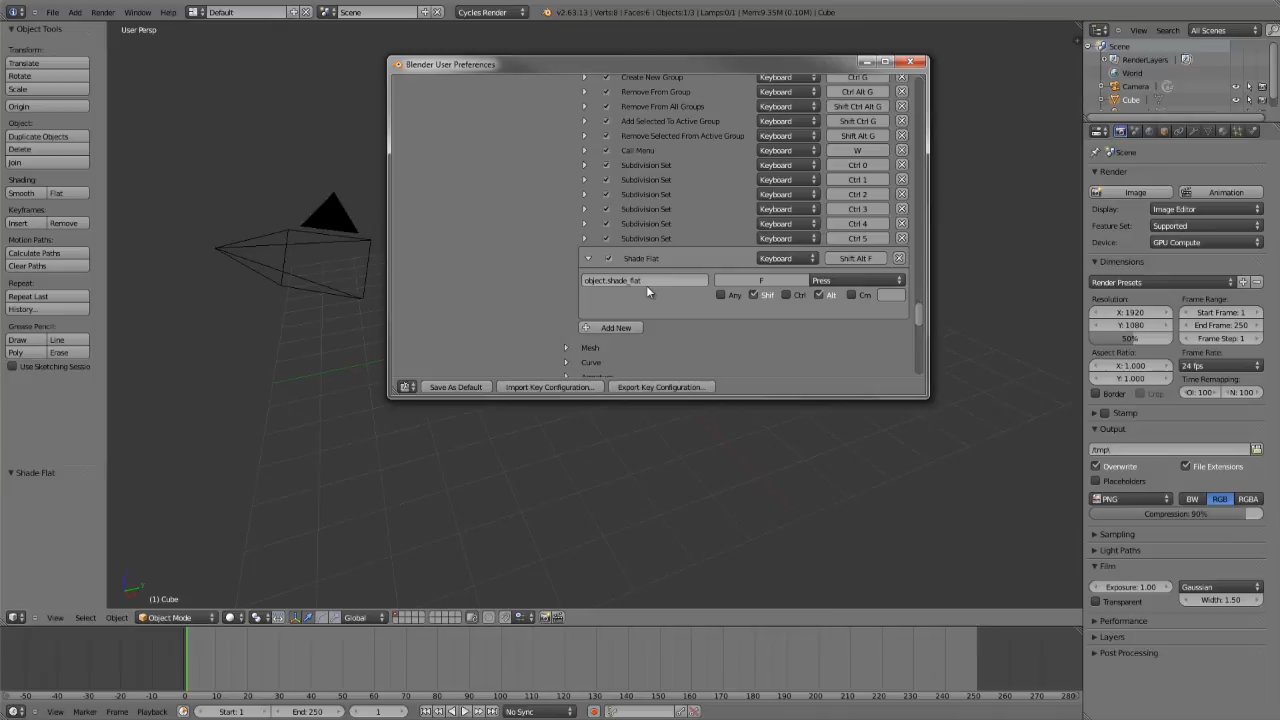 File Add Render Window Help Default Scene Cycles Render v2.63.13 | Verts:8 | Faces:6 | Objects:1/3 | Lamps:0/1 | Mem:9.35M (0.10M) | Cube
Object Tools
Transform:
Translate
Rotate
Scale
Origin
Object:
Duplicate Objects
Delete
Join
Shading:
Smooth Flat
Keyframes:
Insert Remove
Motion Paths:
Calculate Paths
Clear Paths
Repeat:
Repeat Last
History...
Grease Pencil:
Draw Line
Poly Erase
Use Sketching Sessio
Shade Flat
User Persp
(1) Cube
Blender User Preferences
Create New Group Keyboard Ctrl G
Remove From Group Keyboard Ctrl Alt G
Remove From All Groups Keyboard Shift Ctrl Alt G
Add Selected To Active Group Keyboard Shift Ctrl G
Remove Selected From Active Group Keyboard Shift Alt G
Call Menu Keyboard W
Subdivision Set Keyboard Ctrl 0
Subdivision Set Keyboard Ctrl 1
Subdivision Set Keyboard Ctrl 2
Subdivision Set Keyboard Ctrl 3
Subdivision Set Keyboard Ctrl 4
Subdivision Set Keyboard Ctrl 5
Shade Flat Keyboard Shift Alt F
object.shade_flat F Press
Any Shif Ctrl Alt Cm
Add New
Mesh
Curve
Save As Default Import Key Configuration... Export Key Configuration...
View Search All Scenes
Scene
RenderLayers
World
Camera
Cube
Scene
Render
Image Animation
Display: Image Editor
Feature Set: Supported
Device: GPU Compute
Dimensions
Render Presets
Resolution: Frame Range:
X: 1920 Start Frame: 1
Y: 1080 End Frame: 250
50% Frame Step: 1
Aspect Ratio: Frame Rate:
X: 1.000 24 fps
Y: 1.000 Time Remapping:
Border Crop O: 100 N: 100
Stamp
Output
/tmp\
Overwrite File Extensions
Placeholders
PNG BW RGB RGBA
Compression: 90%
Sampling
Light Paths
Film
Exposure: 1.00 Gaussian
Transparent Width: 1.50
Performance
Layers
Post Processing
View Select Object Object Mode Global
-50 -40 -30 -20 -10 0 10 20 30 40 50 60 70 80 90 100 110 120 130 140 150 160 170 180 190 200 210 220 230 240 250 260 270 280
View Marker Frame Playback Start: 1 End: 250 1 No Sync